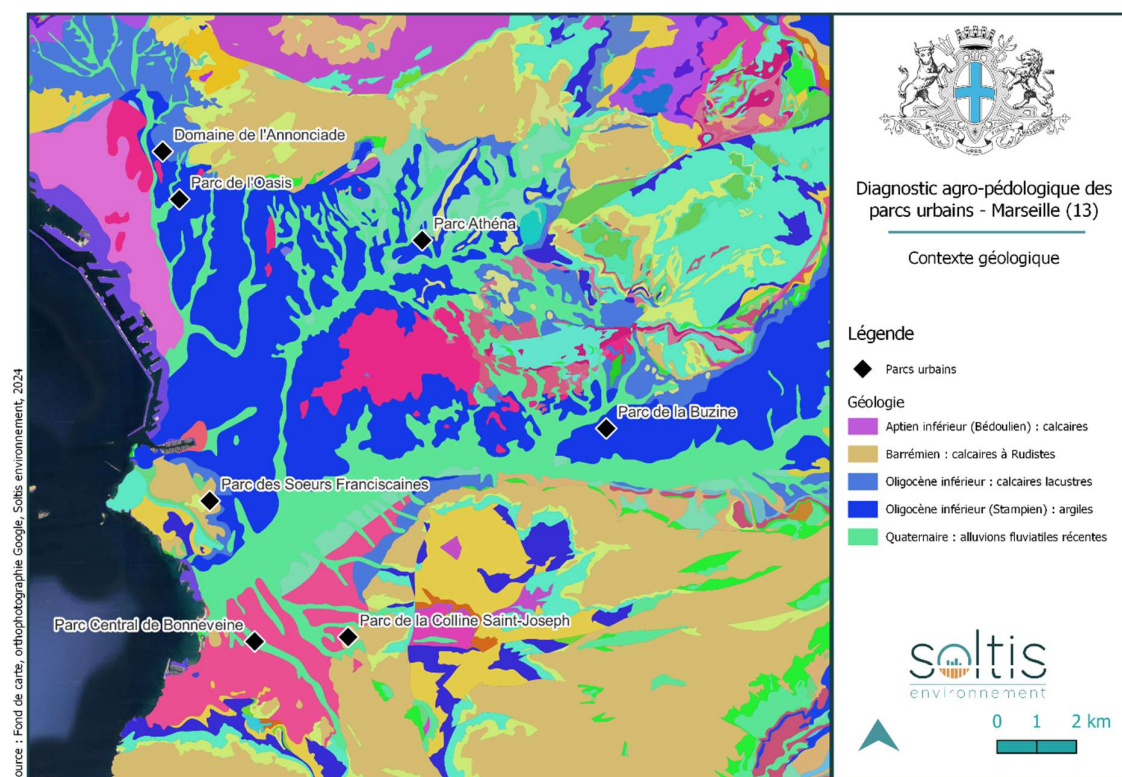 Domaine de l'Annonciade
Parc de l'Oasis
Parc Athéna
Parc de la Buzine
Parc des Soeurs Franciscaines
Parc Central de Bonneveine
Parc de la Colline Saint-Joseph
ource : Fond de carte, orthophotographie Google, Soltis environnement, 2024
Diagnostic agro-pédologique des
parcs urbains - Marseille (13)
Contexte géologique
Légende
Parcs urbains
Géologie
Aptien inférieur (Bédoulien) : calcaires
Barrémien : calcaires à Rudistes
Oligocène inférieur : calcaires lacustres
Oligocène inférieur (Stampien) : argiles
Quaternaire : alluvions fluviatiles récentes
soltis
environnement
0 1 2 km